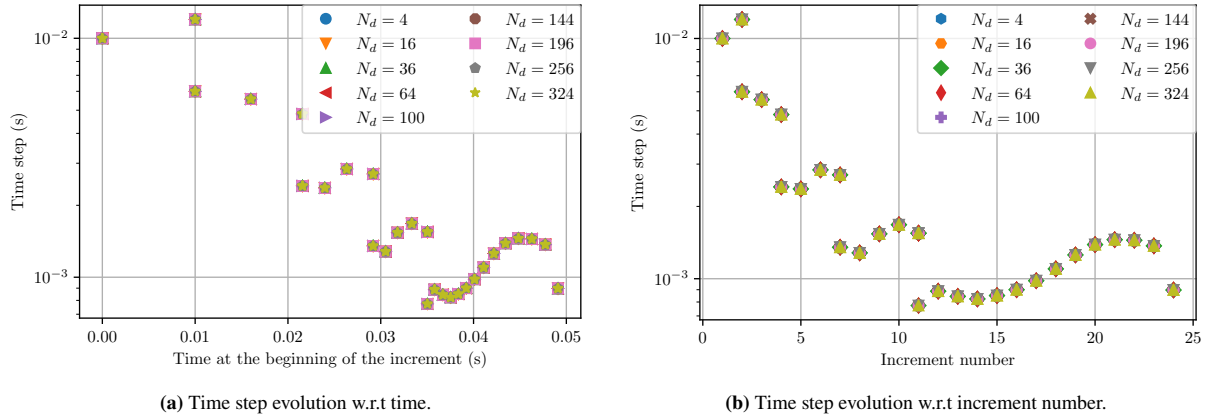 10^{-2}
10^{-3}
Time step (s)
N_d = 4
N_d = 16
N_d = 36
N_d = 64
N_d = 100
N_d = 144
N_d = 196
N_d = 256
N_d = 324
0.00 0.01 0.02 0.03 0.04 0.05
Time at the beginning of the increment (s)
(a) Time step evolution w.r.t time.
10^{-2}
10^{-3}
Time step (s)
N_d = 4
N_d = 16
N_d = 36
N_d = 64
N_d = 100
N_d = 144
N_d = 196
N_d = 256
N_d = 324
0 5 10 15 20 25
Increment number
(b) Time step evolution w.r.t increment number.